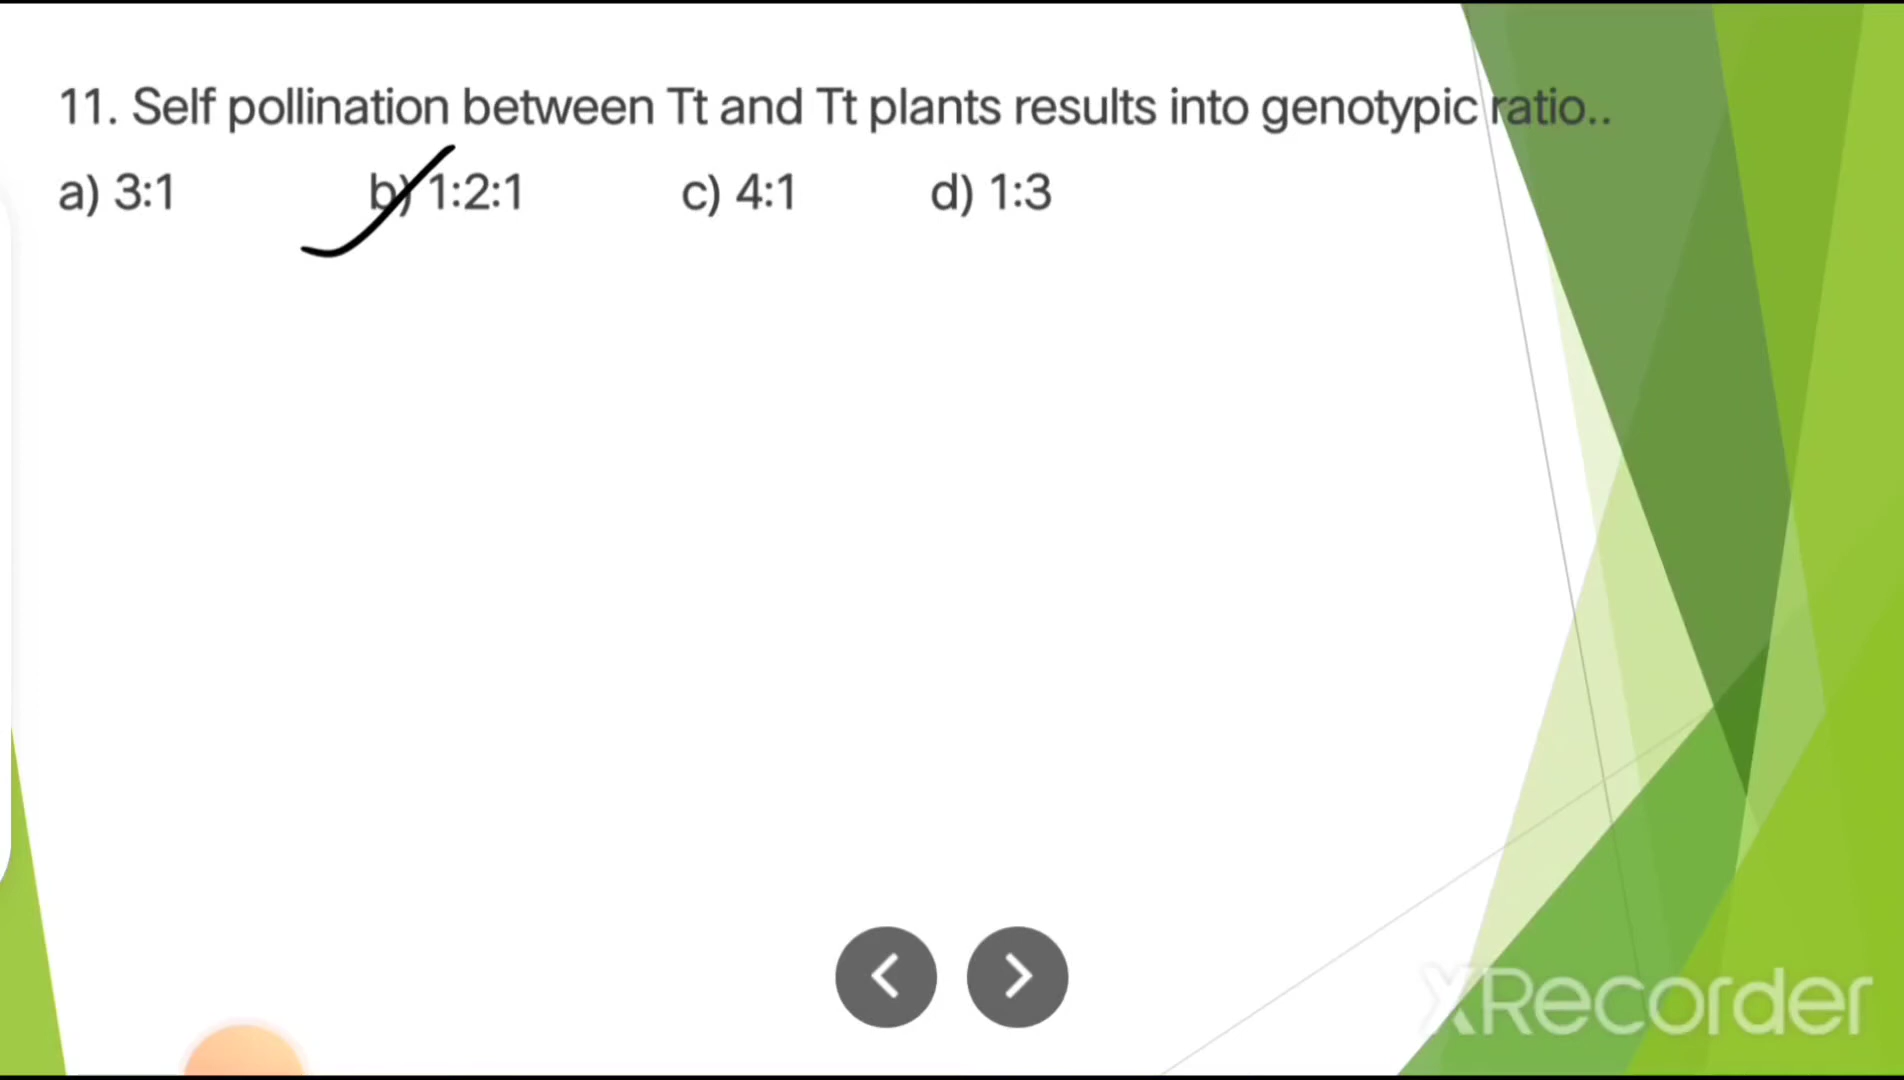 11. Self pollination between Tt and Tt plants results into genotypic ratio..
a) 3:1 b) 1:2:1 c) 4:1 d) 1:3
XRecorder